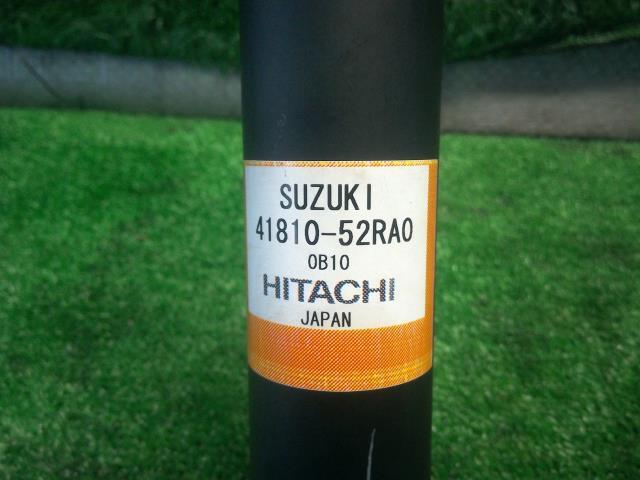 SUZUKI
41810-52RA0
0B10
HITACHI
JAPAN